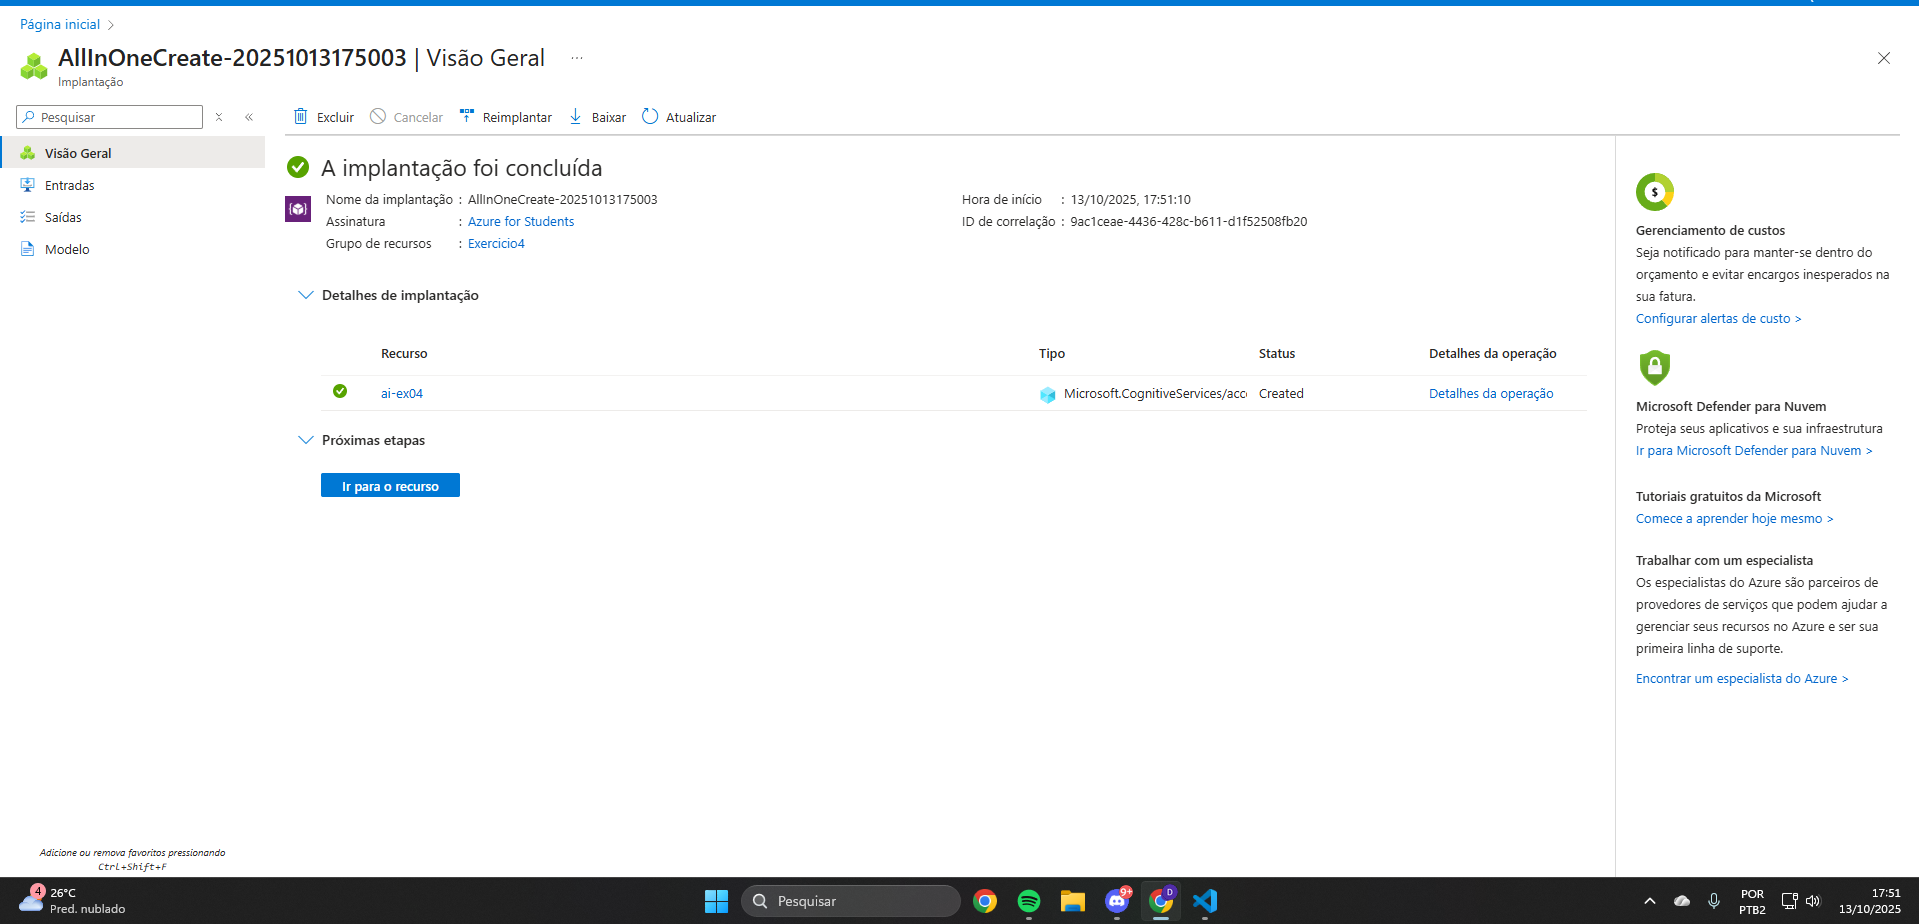 Página inicial >
AllInOneCreate-20251013175003 | Visão Geral ...
Implantação
Pesquisar
Visão Geral
Entradas
Saídas
Modelo
Excluir Cancelar Reimplantar Baixar Atualizar
A implantação foi concluída
Nome da implantação : AllInOneCreate-20251013175003
Assinatura : Azure for Students
Grupo de recursos : Exercicio4
Hora de início : 13/10/2025, 17:51:10
ID de correlação : 9ac1ceae-4436-428c-b611-d1f52508fb20
Detalhes de implantação
Recurso Tipo Status Detalhes da operação
ai-ex04 Microsoft.CognitiveServices/acc Created Detalhes da operação
Próximas etapas
Ir para o recurso
$
Gerenciamento de custos
Seja notificado para manter-se dentro do
orçamento e evitar encargos inesperados na
sua fatura.
Configurar alertas de custo >
Microsoft Defender para Nuvem
Proteja seus aplicativos e sua infraestrutura
Ir para Microsoft Defender para Nuvem >
Tutoriais gratuitos da Microsoft
Comece a aprender hoje mesmo >
Trabalhar com um especialista
Os especialistas do Azure são parceiros de
provedores de serviços que podem ajudar a
gerenciar seus recursos no Azure e ser sua
primeira linha de suporte.
Encontrar um especialista do Azure >
Adicione ou remova favoritos pressionando
Ctrl+Shift+F
4
26°C
Pred. nublado
Pesquisar
9+
D
POR
PTB2
17:51
13/10/2025